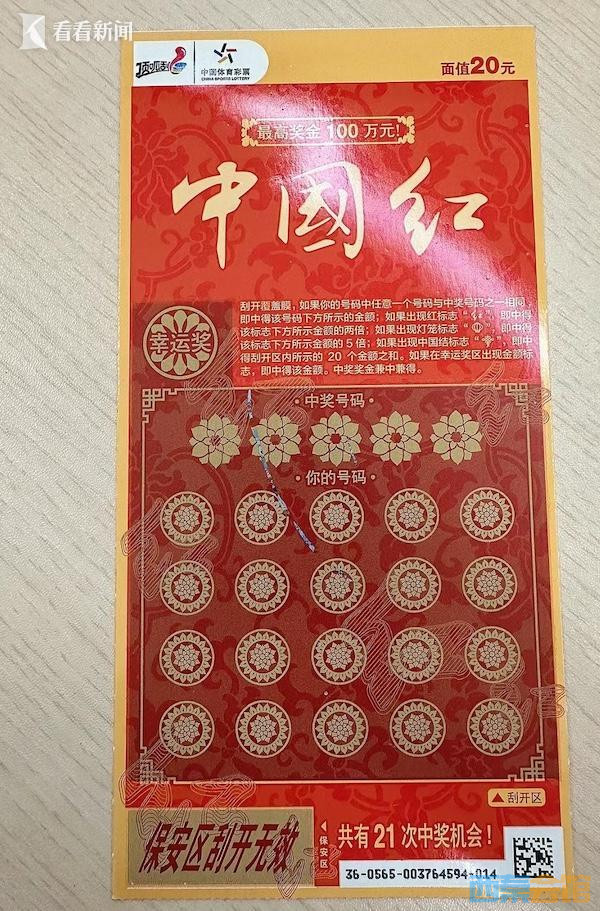 看看新闻
顶呱刮
中国体育彩票
CHINA SPORTS LOTTERY
面值20元
最高奖金 100 万元!
中國红
刮开覆盖膜，如果你的号码中任意一个号码与中奖号码之一相同，
即中得该号码下方所示的金额；如果出现红标志“红”，即中得
该标志下方所示金额的两倍；如果出现灯笼标志“”，即中得
该标志下方所示金额的 5 倍；如果出现中国结标志“”，即中
得刮开区内所示的 20 个金额之和。如果在幸运奖区出现金额标
志，即中得该金额。中奖奖金兼中兼得。
幸运奖
·中奖号码·
·你的号码·
▲刮开区
保安区刮开无效
保安区
共有 21 次中奖机会！
36-0565-003764594-014